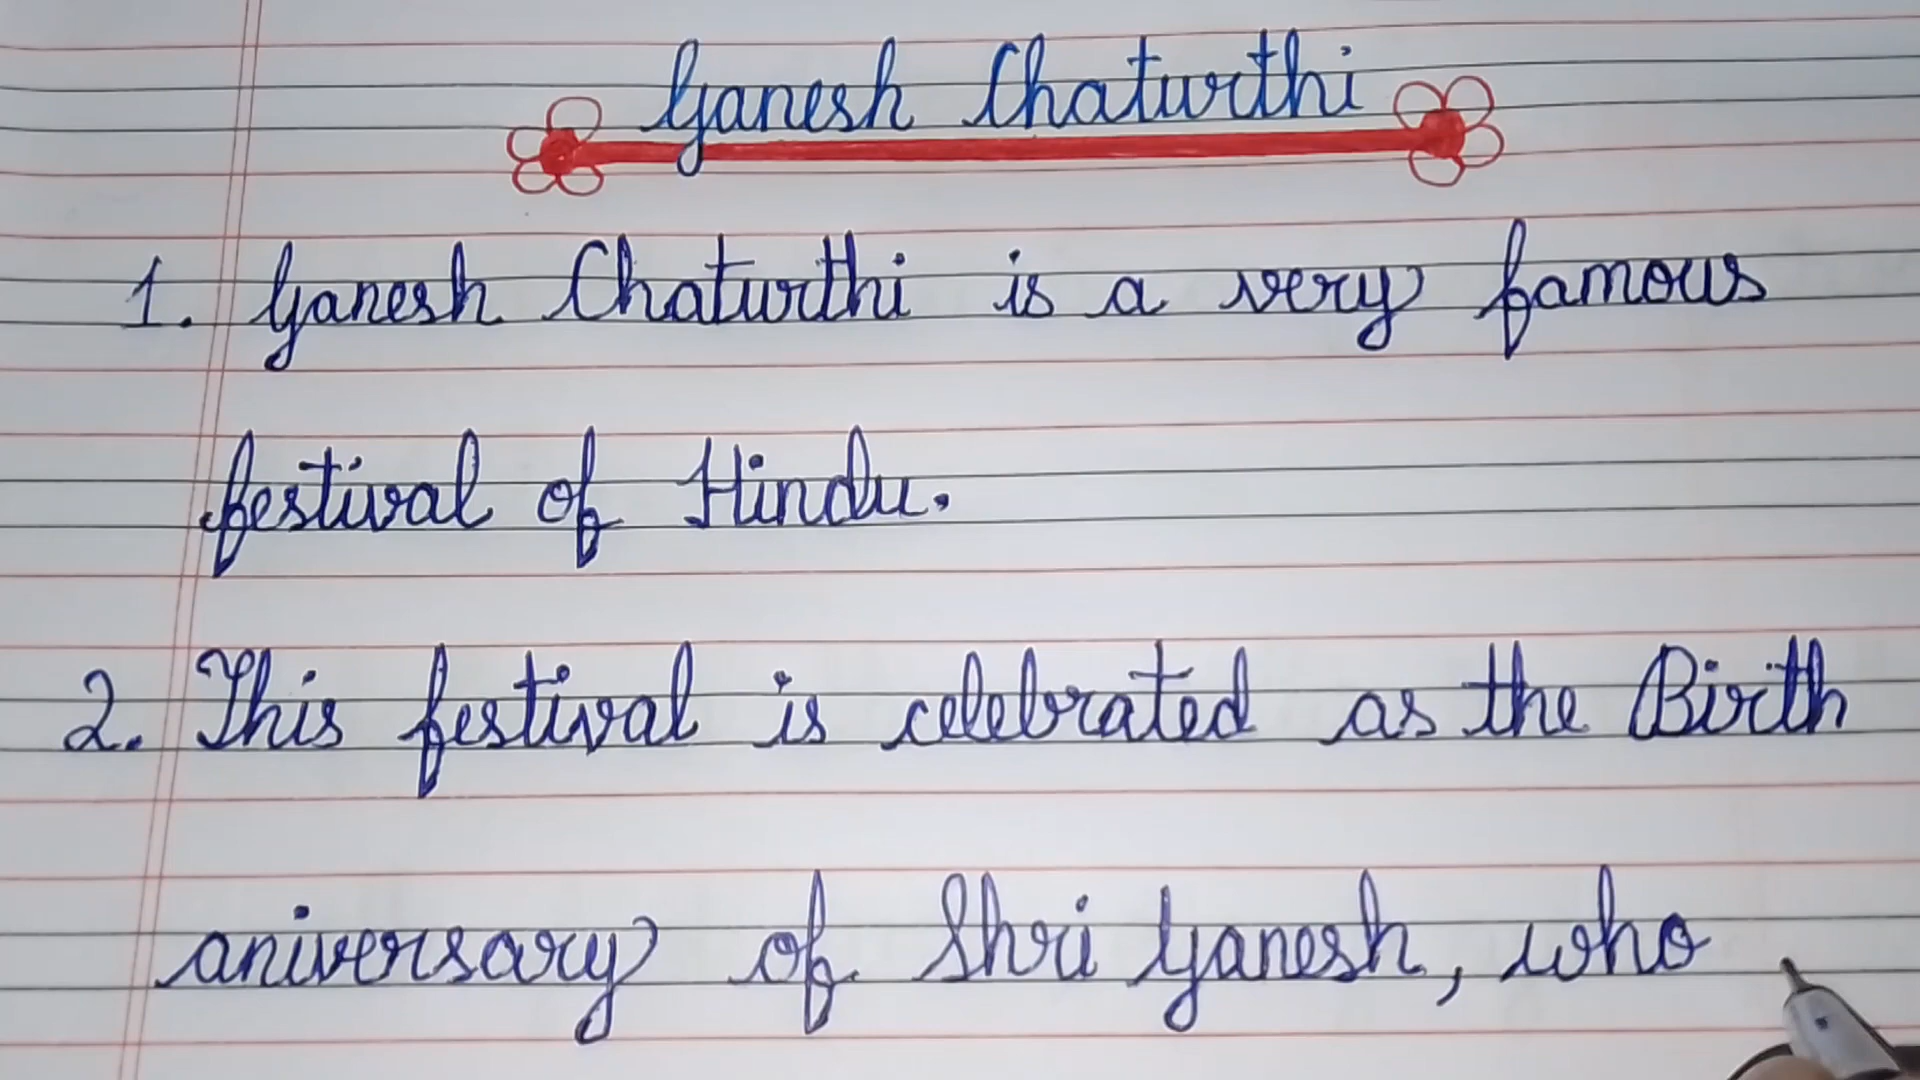 Ganesh Chaturthi
1. Ganesh Chaturthi is a very famous
festival of Hindu.
2. This festival is celebrated as the Birth
aniversary of Shri Ganesh, who